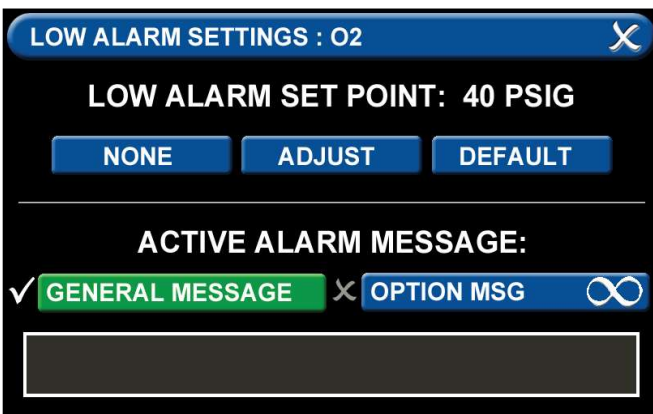 LOW ALARM SETTINGS : O2
LOW ALARM SET POINT: 40 PSIG
NONE ADJUST DEFAULT
ACTIVE ALARM MESSAGE:
GENERAL MESSAGE OPTION MSG